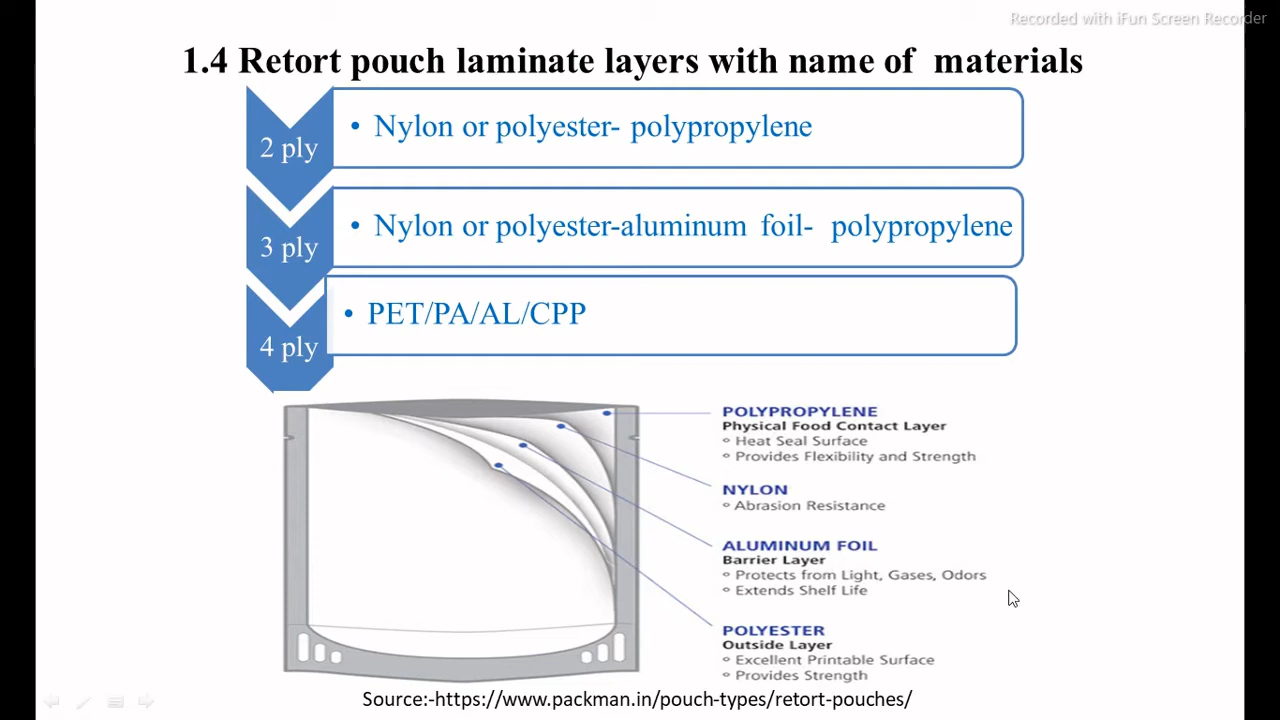 Recorded with iFun Screen Recorder
1.4 Retort pouch laminate layers with name of materials
2 ply
• Nylon or polyester- polypropylene
3 ply
• Nylon or polyester-aluminum foil- polypropylene
4 ply
• PET/PA/AL/CPP
POLYPROPYLENE
Physical Food Contact Layer
° Heat Seal Surface
° Provides Flexibility and Strength
NYLON
° Abrasion Resistance
ALUMINUM FOIL
Barrier Layer
° Protects from Light, Gases, Odors
° Extends Shelf Life
POLYESTER
Outside Layer
° Excellent Printable Surface
° Provides Strength
Source:-https://www.packman.in/pouch-types/retort-pouches/